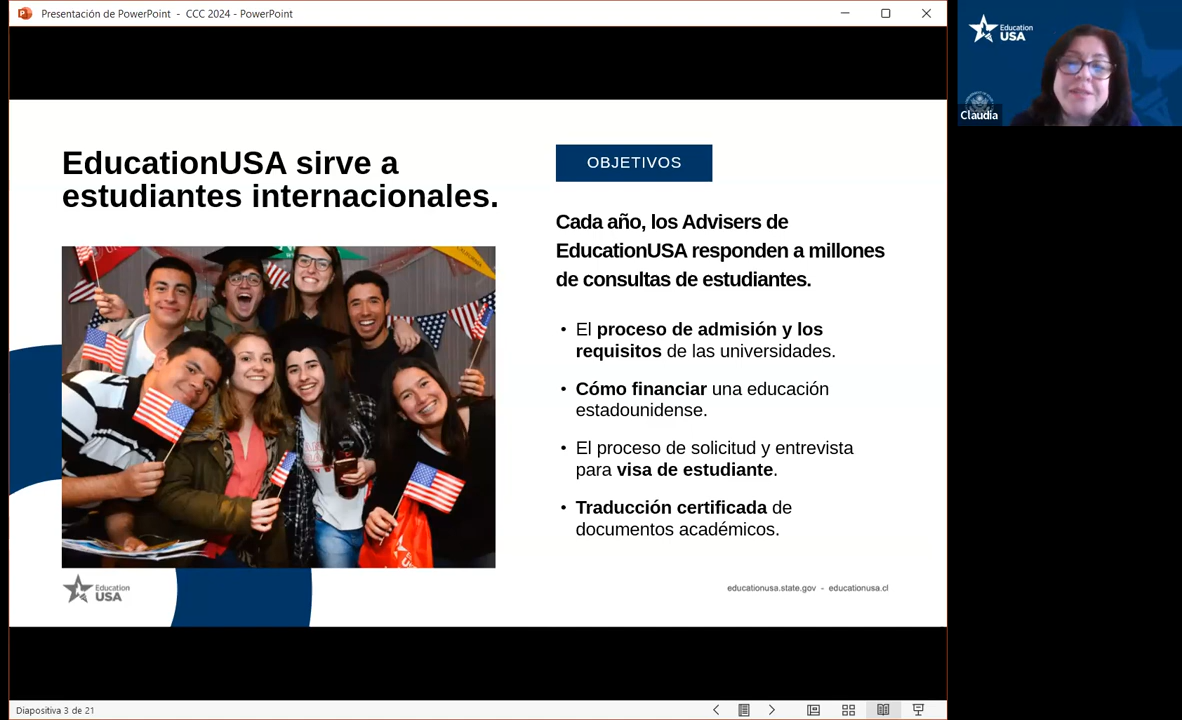 Presentación de PowerPoint - CCC 2024 - PowerPoint
Education
USA
Claudia
EducationUSA sirve a
estudiantes internacionales.
OBJETIVOS
Cada año, los Advisers de
EducationUSA responden a millones
de consultas de estudiantes.
• El proceso de admisión y los
requisitos de las universidades.
• Cómo financiar una educación
estadounidense.
• El proceso de solicitud y entrevista
para visa de estudiante.
• Traducción certificada de
documentos académicos.
Education
USA
educationusa.state.gov - educationusa.cl
Diapositiva 3 de 21